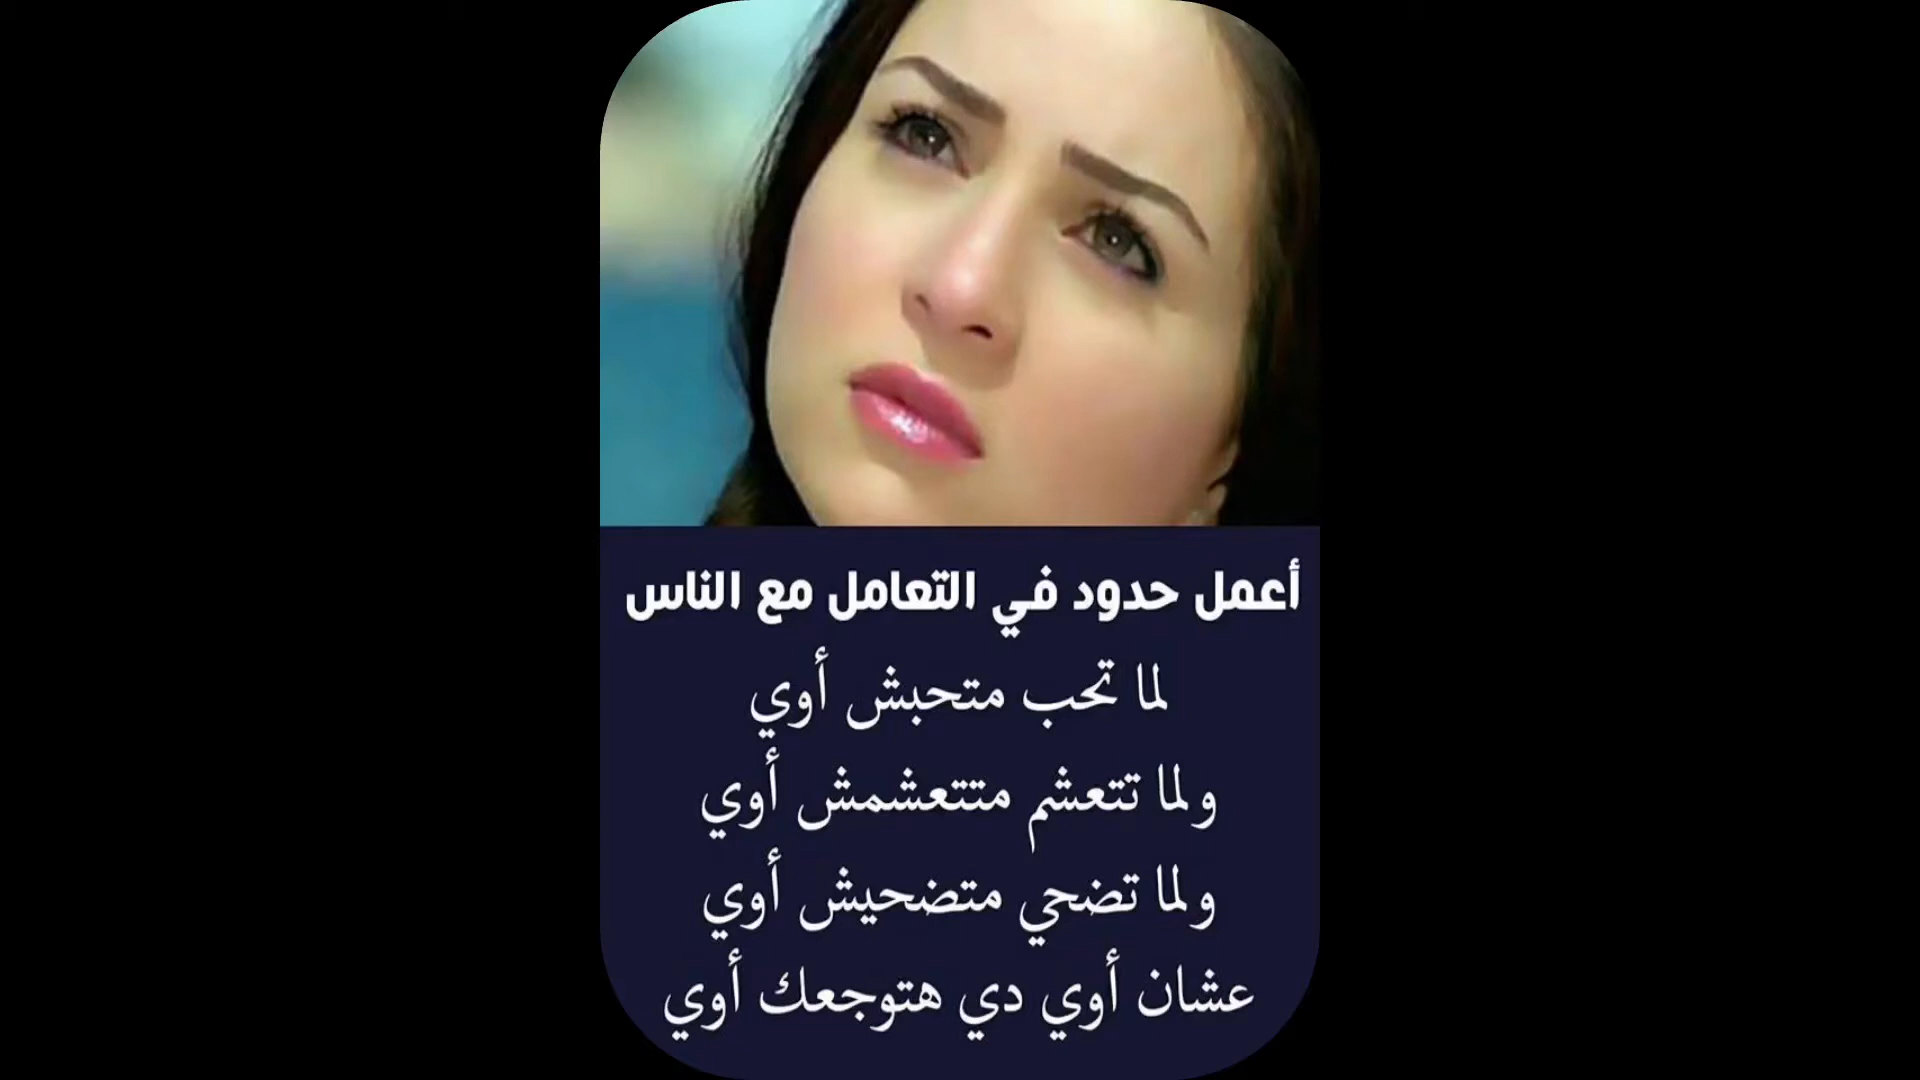 أعمل حدود في التعامل مع الناس
لما تحب متحبش أوي
ولما تتعشم متتعشمش أوي
ولما تضحي متضحيش أوي
عشان أوي دي هتوجعك أوي